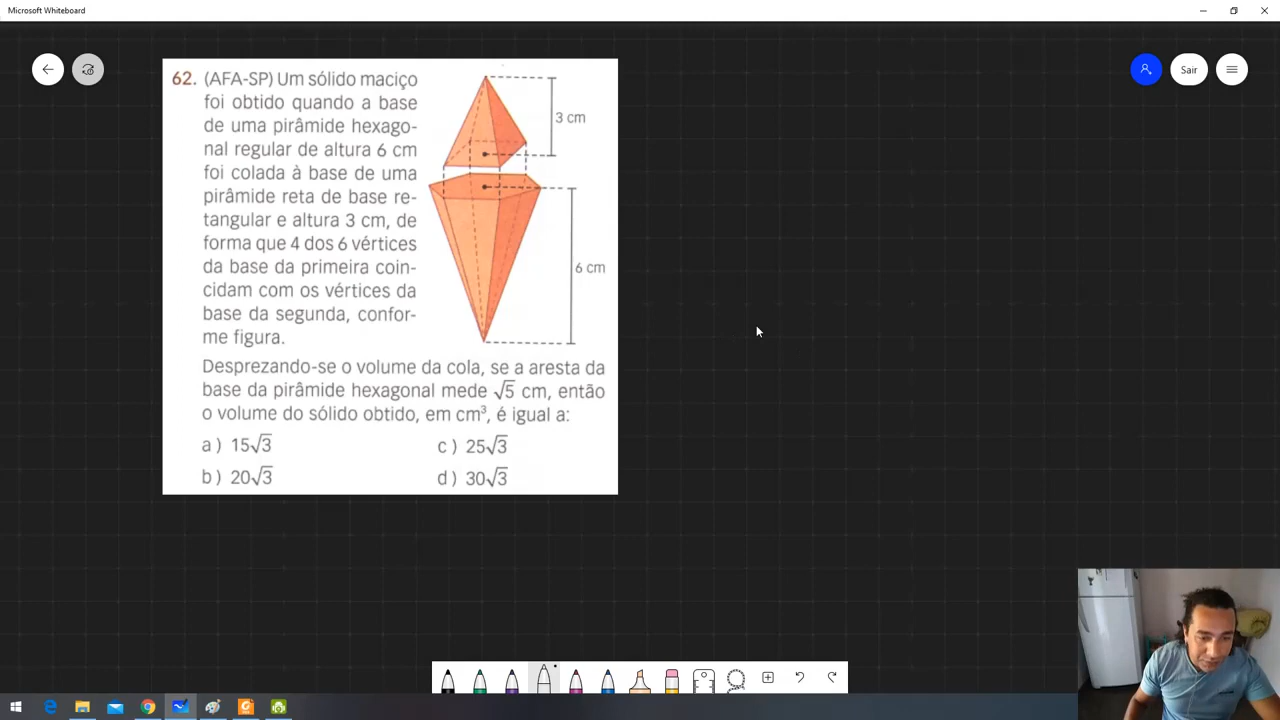 Microsoft Whiteboard
Sair
62. (AFA-SP) Um sólido maciço
foi obtido quando a base
de uma pirâmide hexago-
nal regular de altura 6 cm
foi colada à base de uma
pirâmide reta de base re-
tangular e altura 3 cm, de
forma que 4 dos 6 vértices
da base da primeira coin-
cidam com os vértices da
base da segunda, confor-
me figura.
3 cm
6 cm
Desprezando-se o volume da cola, se a aresta da
base da pirâmide hexagonal mede √5 cm, então
o volume do sólido obtido, em cm³, é igual a:
a) 15√3
c) 25√3
b) 20√3
d) 30√3